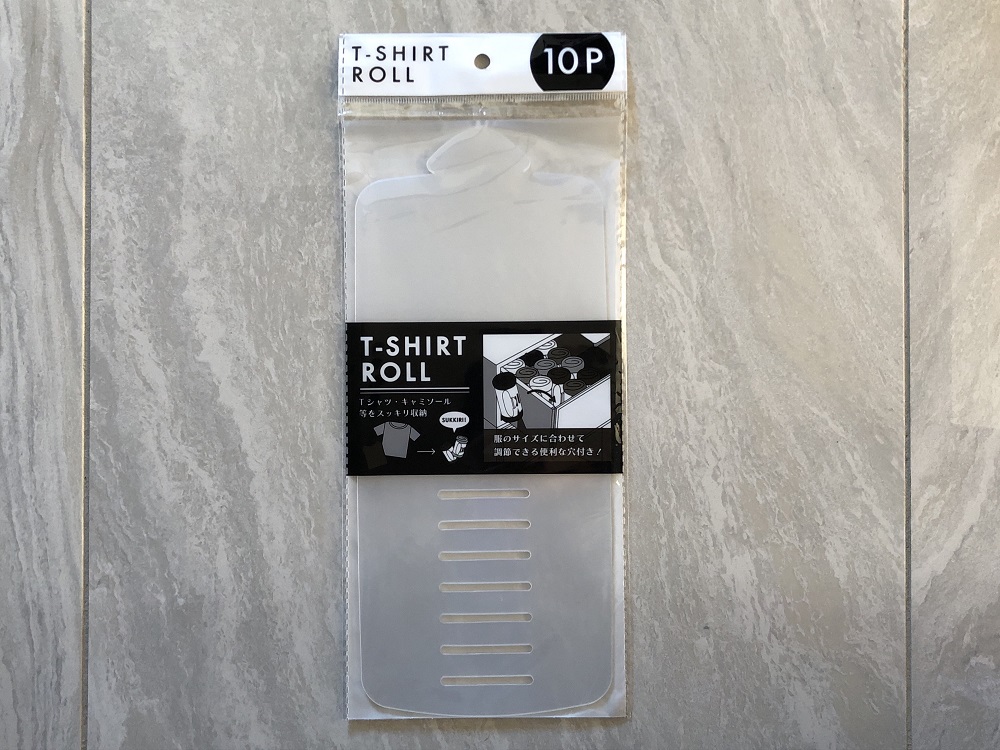 T-SHIRT
ROLL
10P
T-SHIRT
ROLL
Tシャツ・キャミソール
等をスッキリ収納
SUKKIRI!
服のサイズに合わせて
調節できる便利な穴付き!